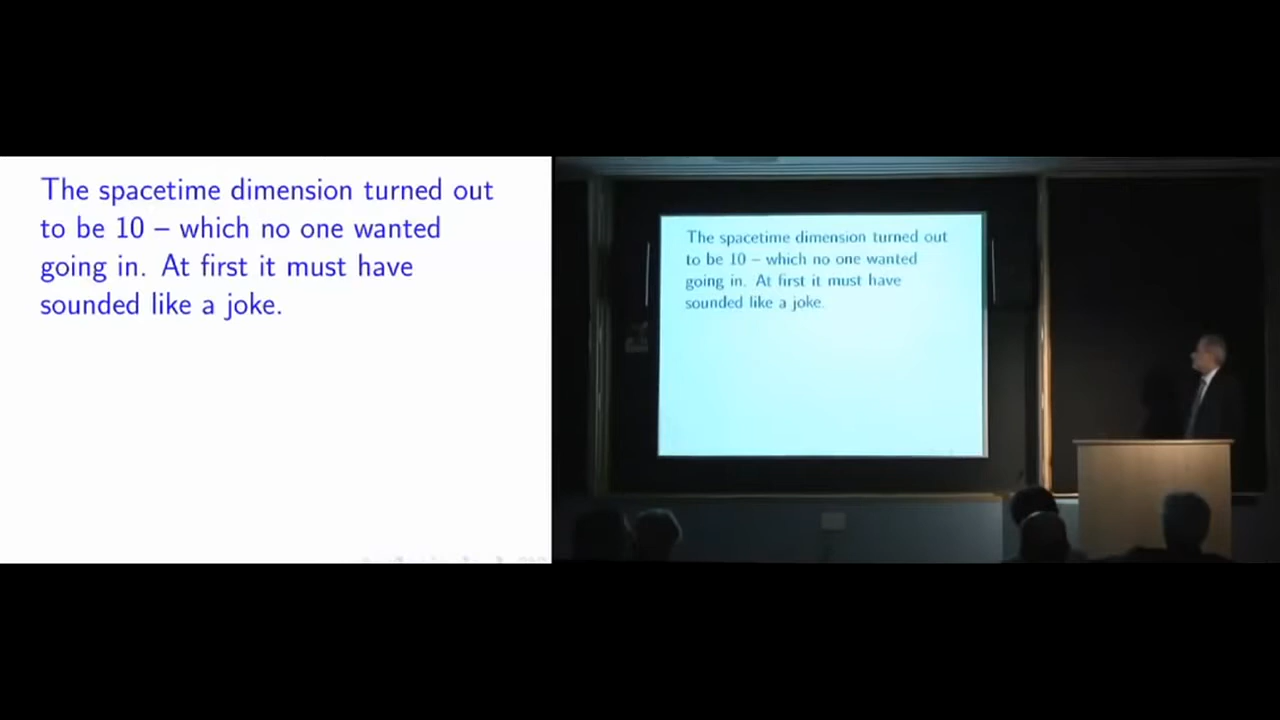 The spacetime dimension turned out
to be 10 – which no one wanted
going in. At first it must have
sounded like a joke.
The spacetime dimension turned out
to be 10 – which no one wanted
going in. At first it must have
sounded like a joke.